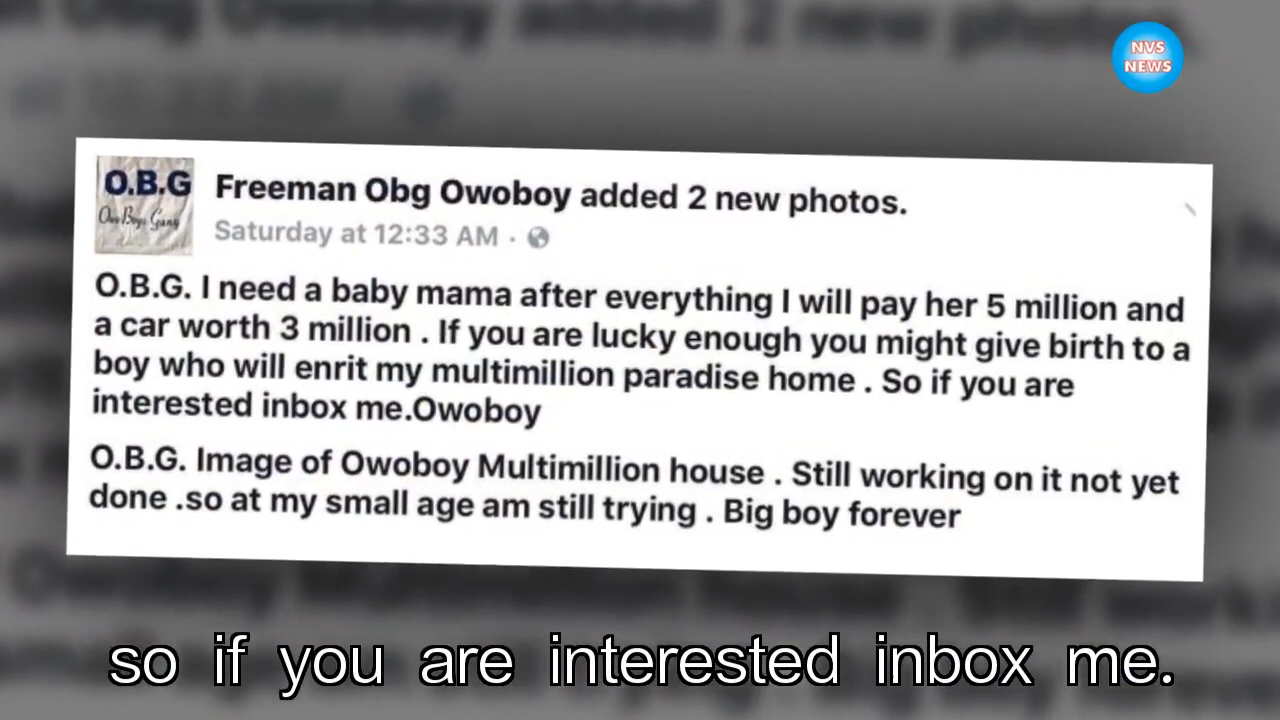 NVS
NEWS
O.B.G
Freeman Obg Owoboy added 2 new photos.
Saturday at 12:33 AM ·
O.B.G. I need a baby mama after everything I will pay her 5 million and
a car worth 3 million . If you are lucky enough you might give birth to a
boy who will enrit my multimillion paradise home . So if you are
interested inbox me.Owoboy
O.B.G. Image of Owoboy Multimillion house . Still working on it not yet
done .so at my small age am still trying . Big boy forever
so if you are interested inbox me.